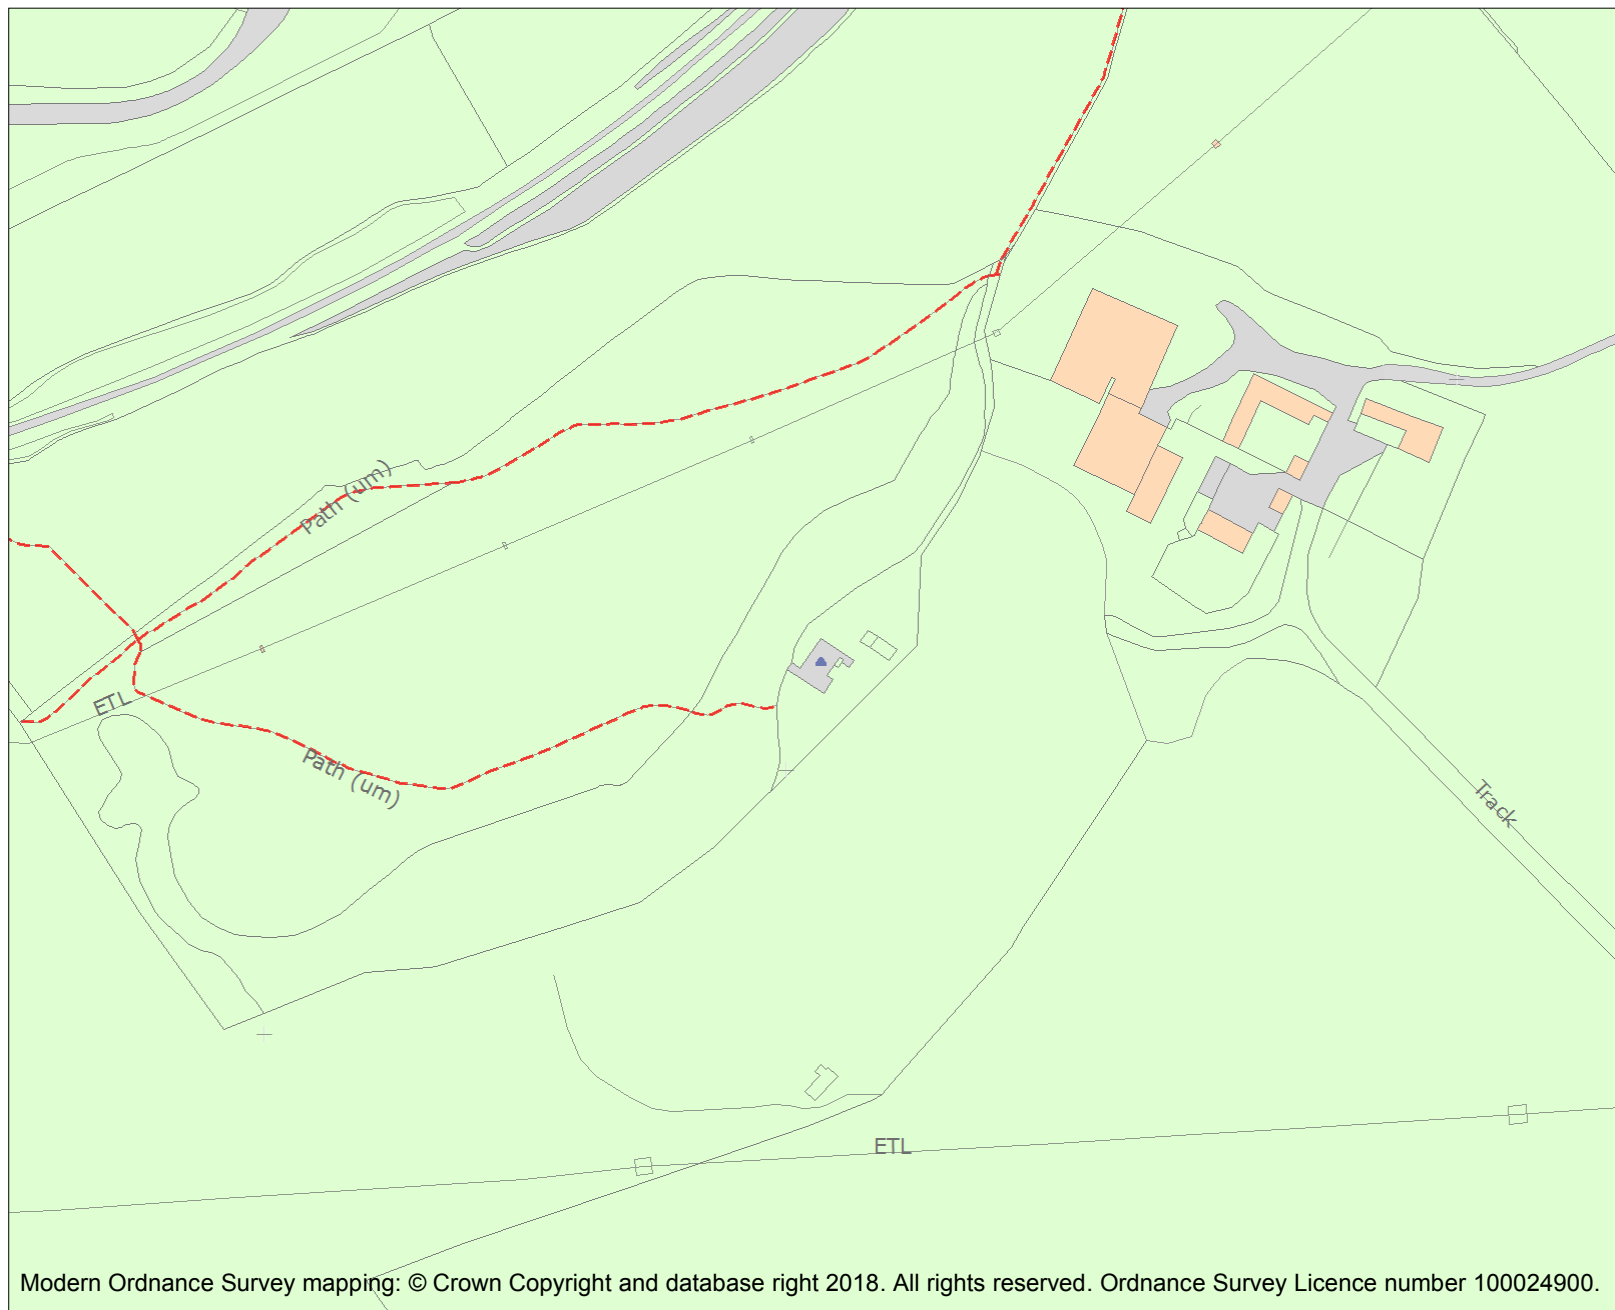 Path (um)
ETL
Path (um)
Track
ETL
Modern Ordnance Survey mapping: © Crown Copyright and database right 2018. All rights reserved. Ordnance Survey Licence number 100024900.